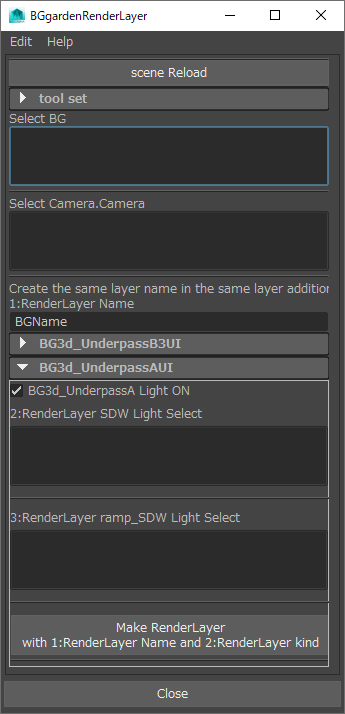 BGgardenRenderLayer
Edit Help
scene Reload
tool set
Select BG
Select Camera.Camera
Create the same layer name in the same layer addition
1:RenderLayer Name
BGName
BG3d_UnderpassB3UI
BG3d_UnderpassAUI
BG3d_UnderpassA Light ON
2:RenderLayer SDW Light Select
3:RenderLayer ramp_SDW Light Select
Make RenderLayer
with 1:RenderLayer Name and 2:RenderLayer kind
Close